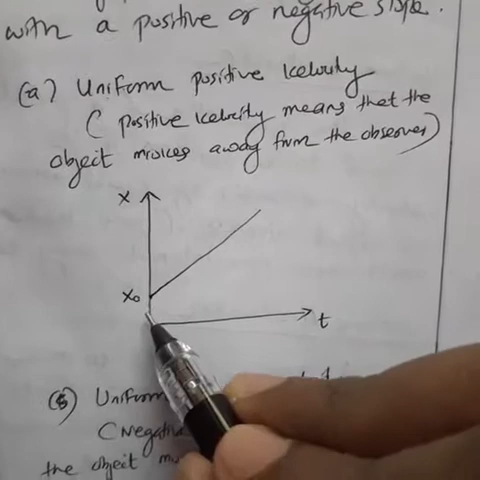 with a positive or negative slope.
(a) Uniform positive velocity
( positive velocity means that the
object moves away from the observer)
x
x₀
t
(b) Uniform
(Negative
the object